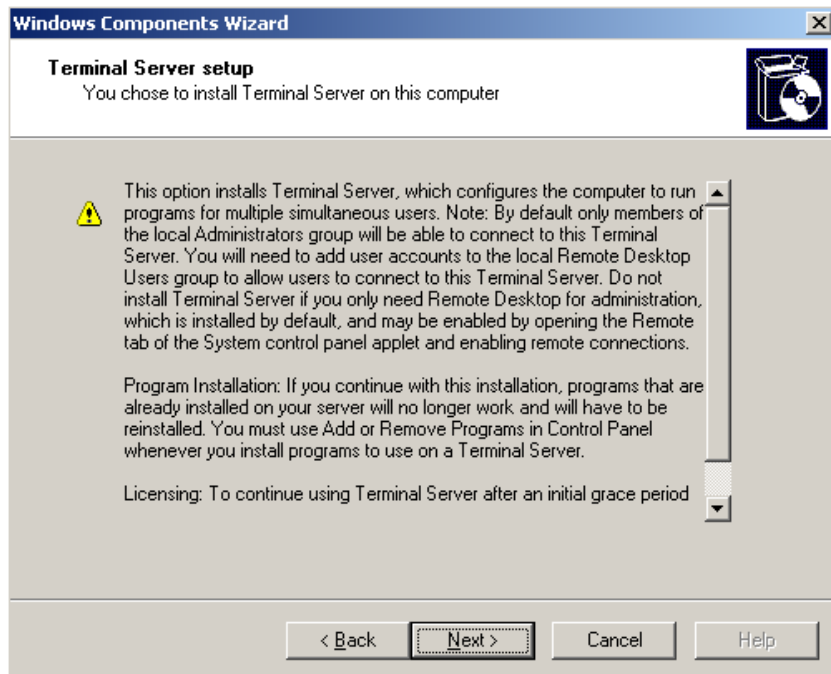 Windows Components Wizard
Terminal Server setup
You chose to install Terminal Server on this computer
This option installs Terminal Server, which configures the computer to run
programs for multiple simultaneous users. Note: By default only members of
the local Administrators group will be able to connect to this Terminal
Server. You will need to add user accounts to the local Remote Desktop
Users group to allow users to connect to this Terminal Server. Do not
install Terminal Server if you only need Remote Desktop for administration,
which is installed by default, and may be enabled by opening the Remote
tab of the System control panel applet and enabling remote connections.
Program Installation: If you continue with this installation, programs that are
already installed on your server will no longer work and will have to be
reinstalled. You must use Add or Remove Programs in Control Panel
whenever you install programs to use on a Terminal Server.
Licensing: To continue using Terminal Server after an initial grace period
< Back Next > Cancel Help